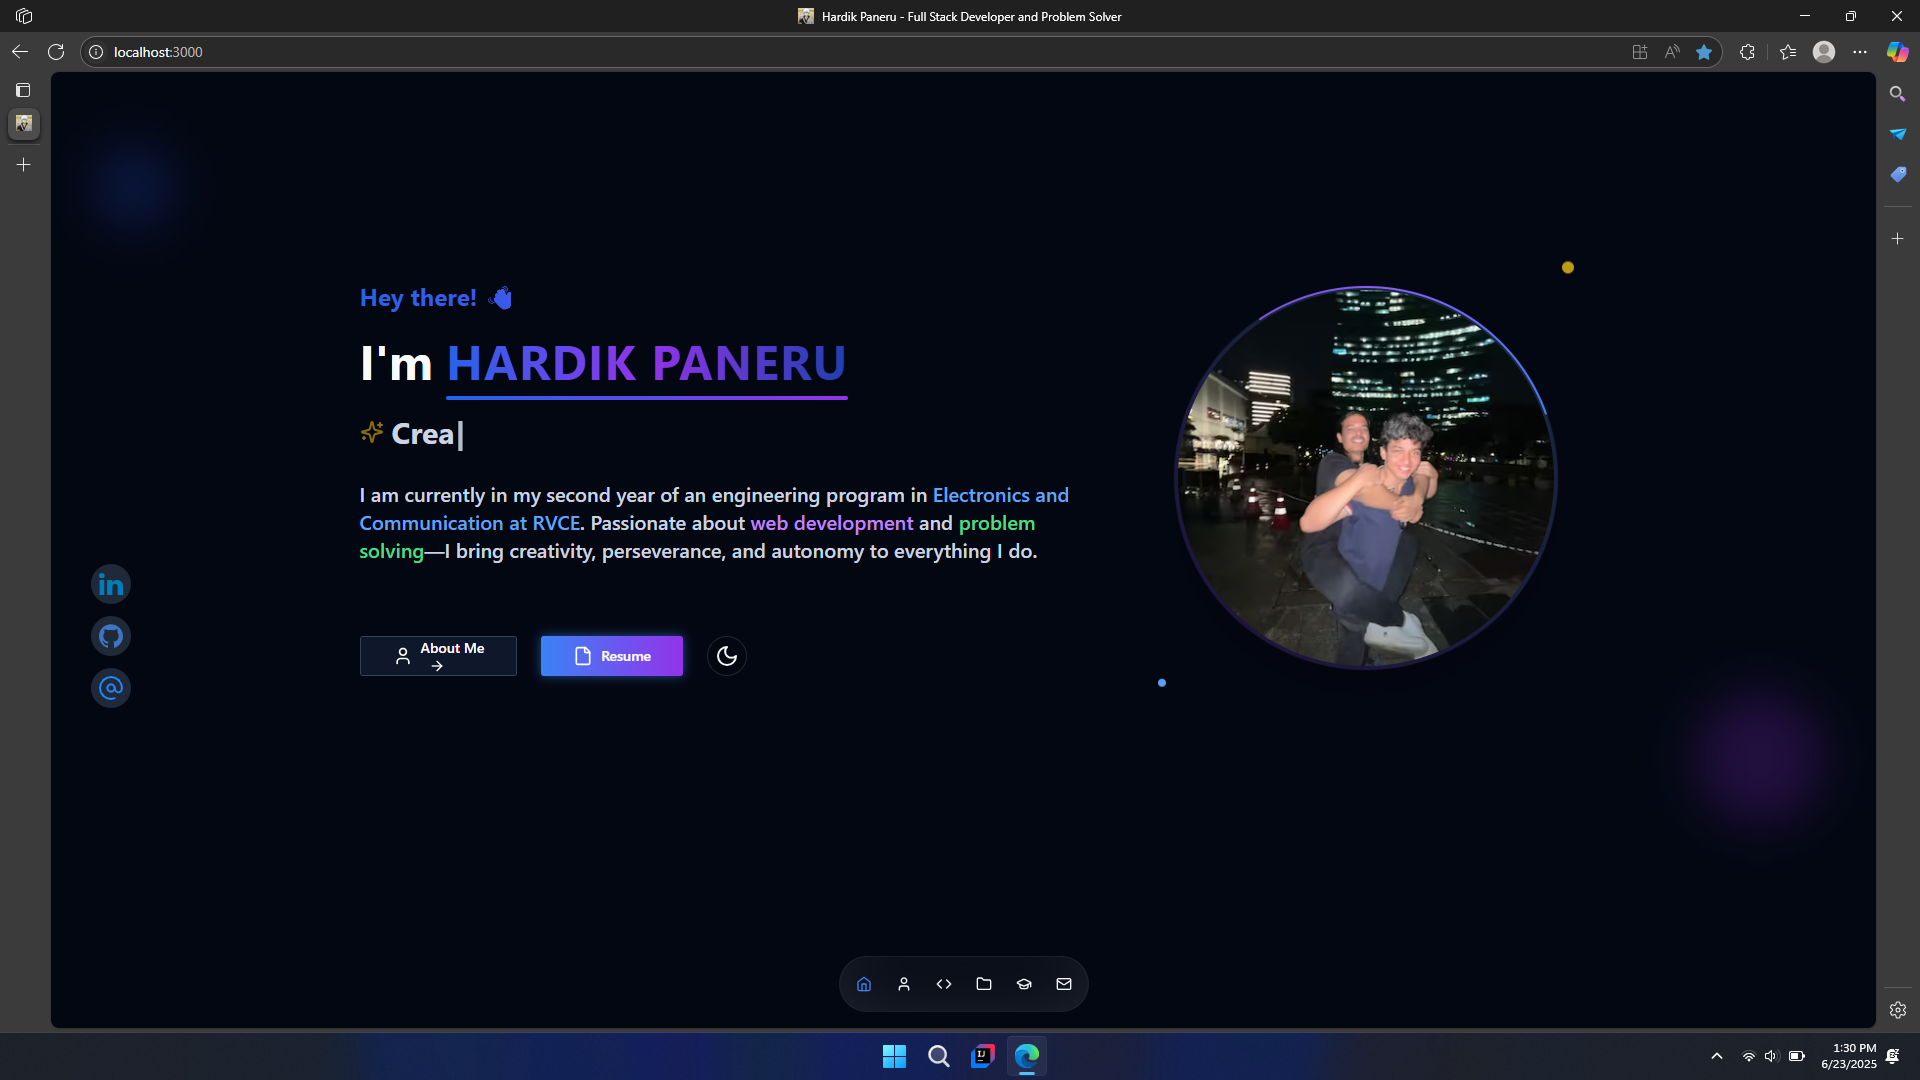 Hardik Paneru - Full Stack Developer and Problem Solver
localhost:3000
Hey there!
I'm HARDIK PANERU
Crea|
I am currently in my second year of an engineering program in Electronics and
Communication at RVCE. Passionate about web development and problem
solving—I bring creativity, perseverance, and autonomy to everything I do.
in
About Me
→
Resume
1:30 PM
6/23/2025